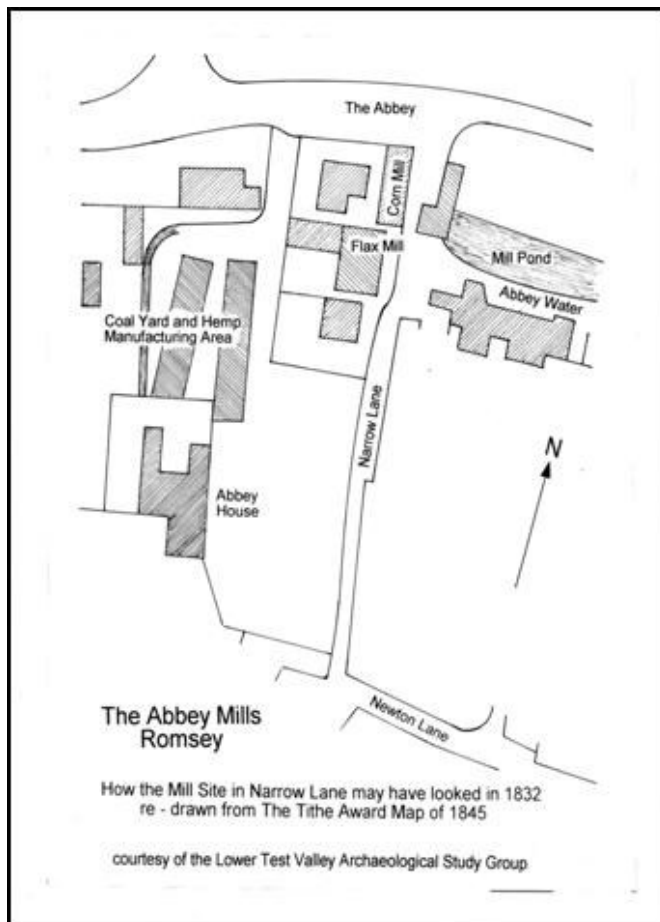 The Abbey
Corn Mill
Flax Mill
Mill Pond
Abbey Water
Coal Yard and Hemp
Manufacturing Area
Narrow Lane
N
Abbey
House
Newton Lane
The Abbey Mills
Romsey
How the Mill Site in Narrow Lane may have looked in 1832
re - drawn from The Tithe Award Map of 1845
courtesy of the Lower Test Valley Archaeological Study Group